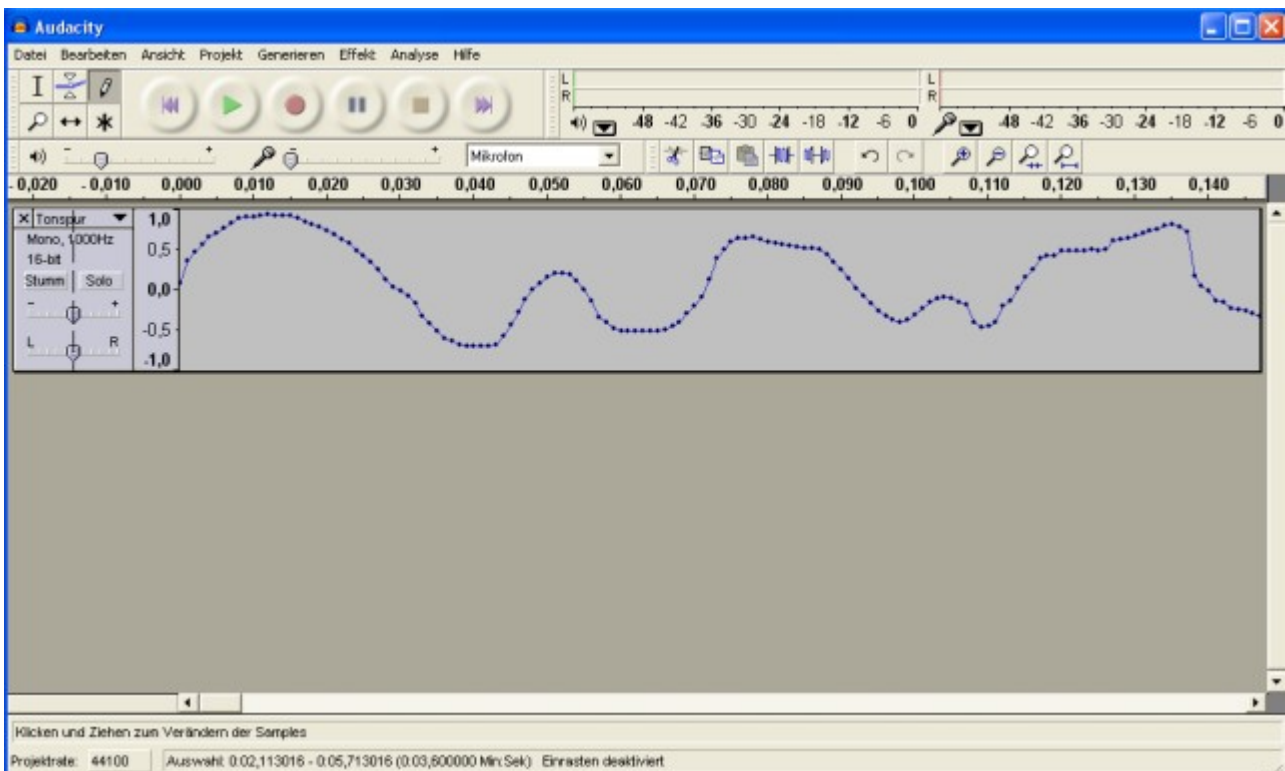 Audacity
Datei Bearbeiten Ansicht Projekt Generieren Effekt Analyse Hilfe
L
R
-48 -42 -36 -30 -24 -18 -12 -6 0
L
R
-48 -42 -36 -30 -24 -18 -12 -6 0
- + - + Mikrofon
- 0,020 - 0,010 0,000 0,010 0,020 0,030 0,040 0,050 0,060 0,070 0,080 0,090 0,100 0,110 0,120 0,130 0,140
X Tonspur 1,0
Mono, 1000Hz
16-bit 0,5
Stumm Solo 0,0
- +
L R -0,5
-1,0
Klicken und Ziehen zum Verändern der Samples
Projektrate: 44100 Auswahl: 0:02,113016 - 0:05,713016 (0:03,600000 Min:Sek) Einrasten deaktiviert